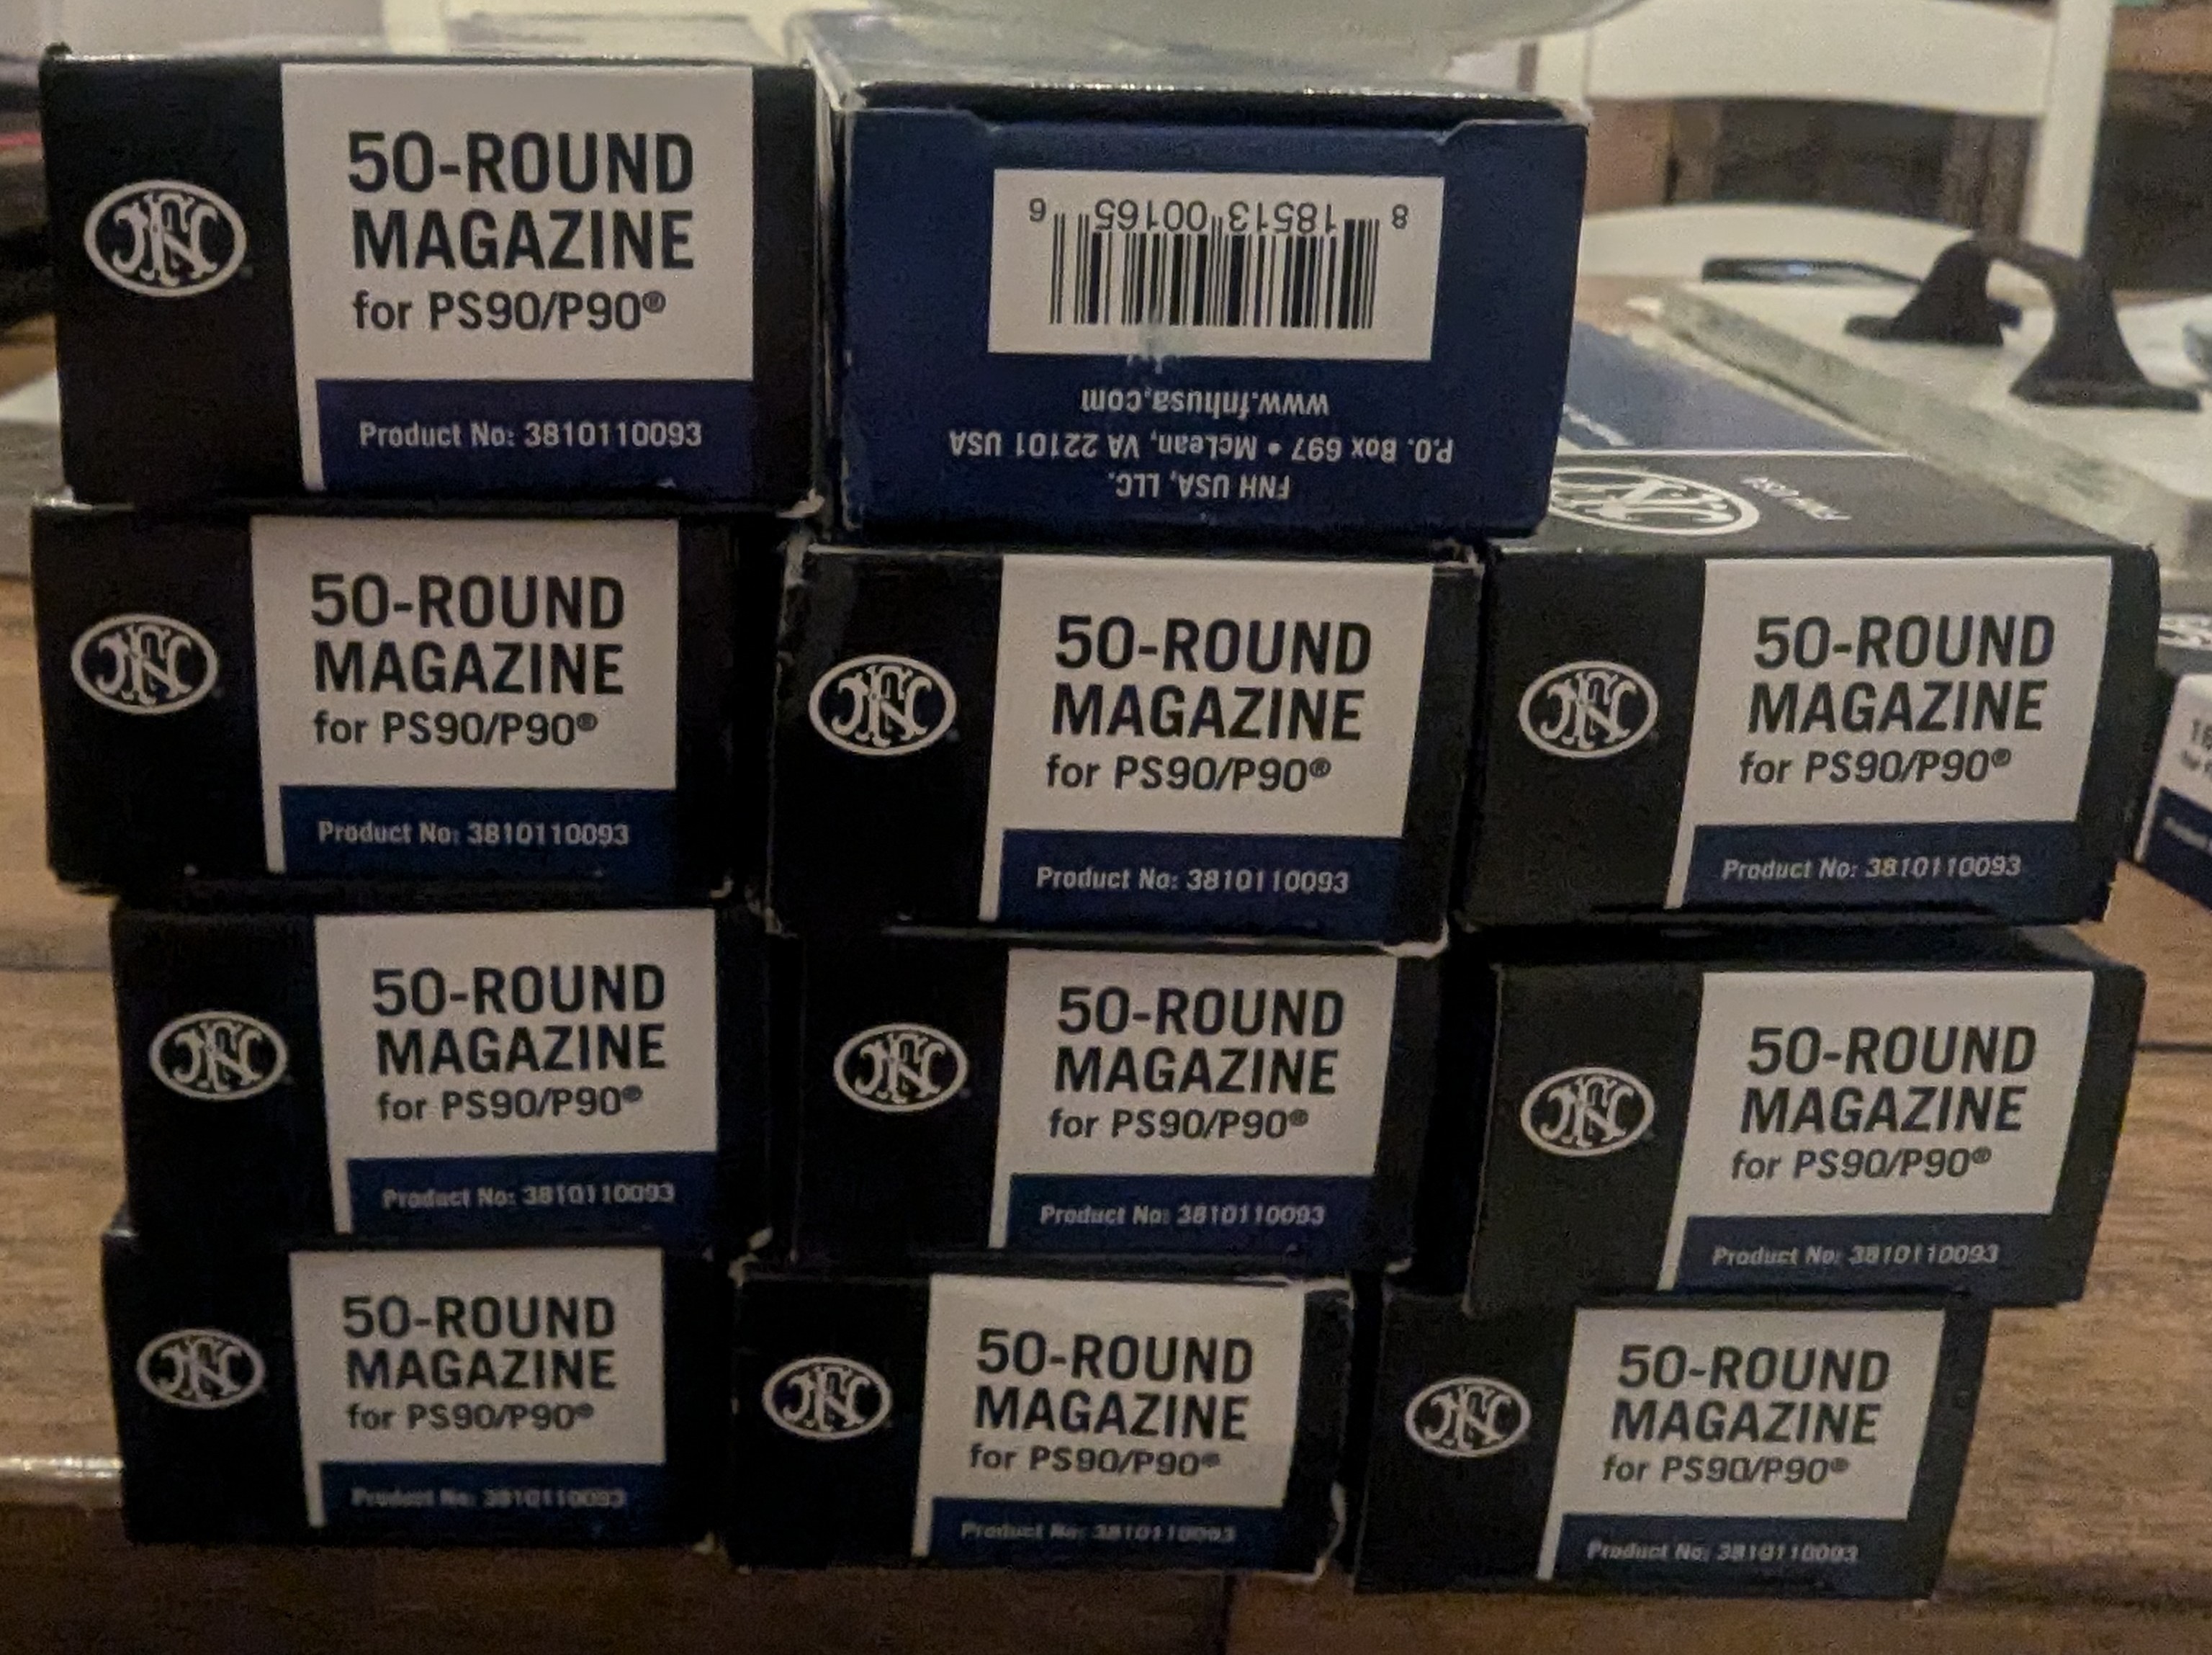 50-ROUND
MAGAZINE
for PS90/P90®
Product No: 3810110093
8 18513 00165 6
www.fnhusa.com
P.O. Box 697 • McLean, VA 22101 USA
FNH USA, LLC.
FN
FNH USA
50-ROUND
MAGAZINE
for PS90/P90®
Product No: 3810110093
50-ROUND
MAGAZINE
for PS90/P90®
Product No: 3810110093
50-ROUND
MAGAZINE
for PS90/P90®
Product No: 3810110093
50-ROUND
MAGAZINE
for PS90/P90®
Product No: 3810110093
50-ROUND
MAGAZINE
for PS90/P90®
Product No: 3810110093
50-ROUND
MAGAZINE
for PS90/P90®
Product No: 3810110093
50-ROUND
MAGAZINE
for PS90/P90®
Product No: 3810110093
50-ROUND
MAGAZINE
for PS90/P90®
Product No: 3810110093
50-ROUND
MAGAZINE
for PS90/P90®
Product No: 3810110093